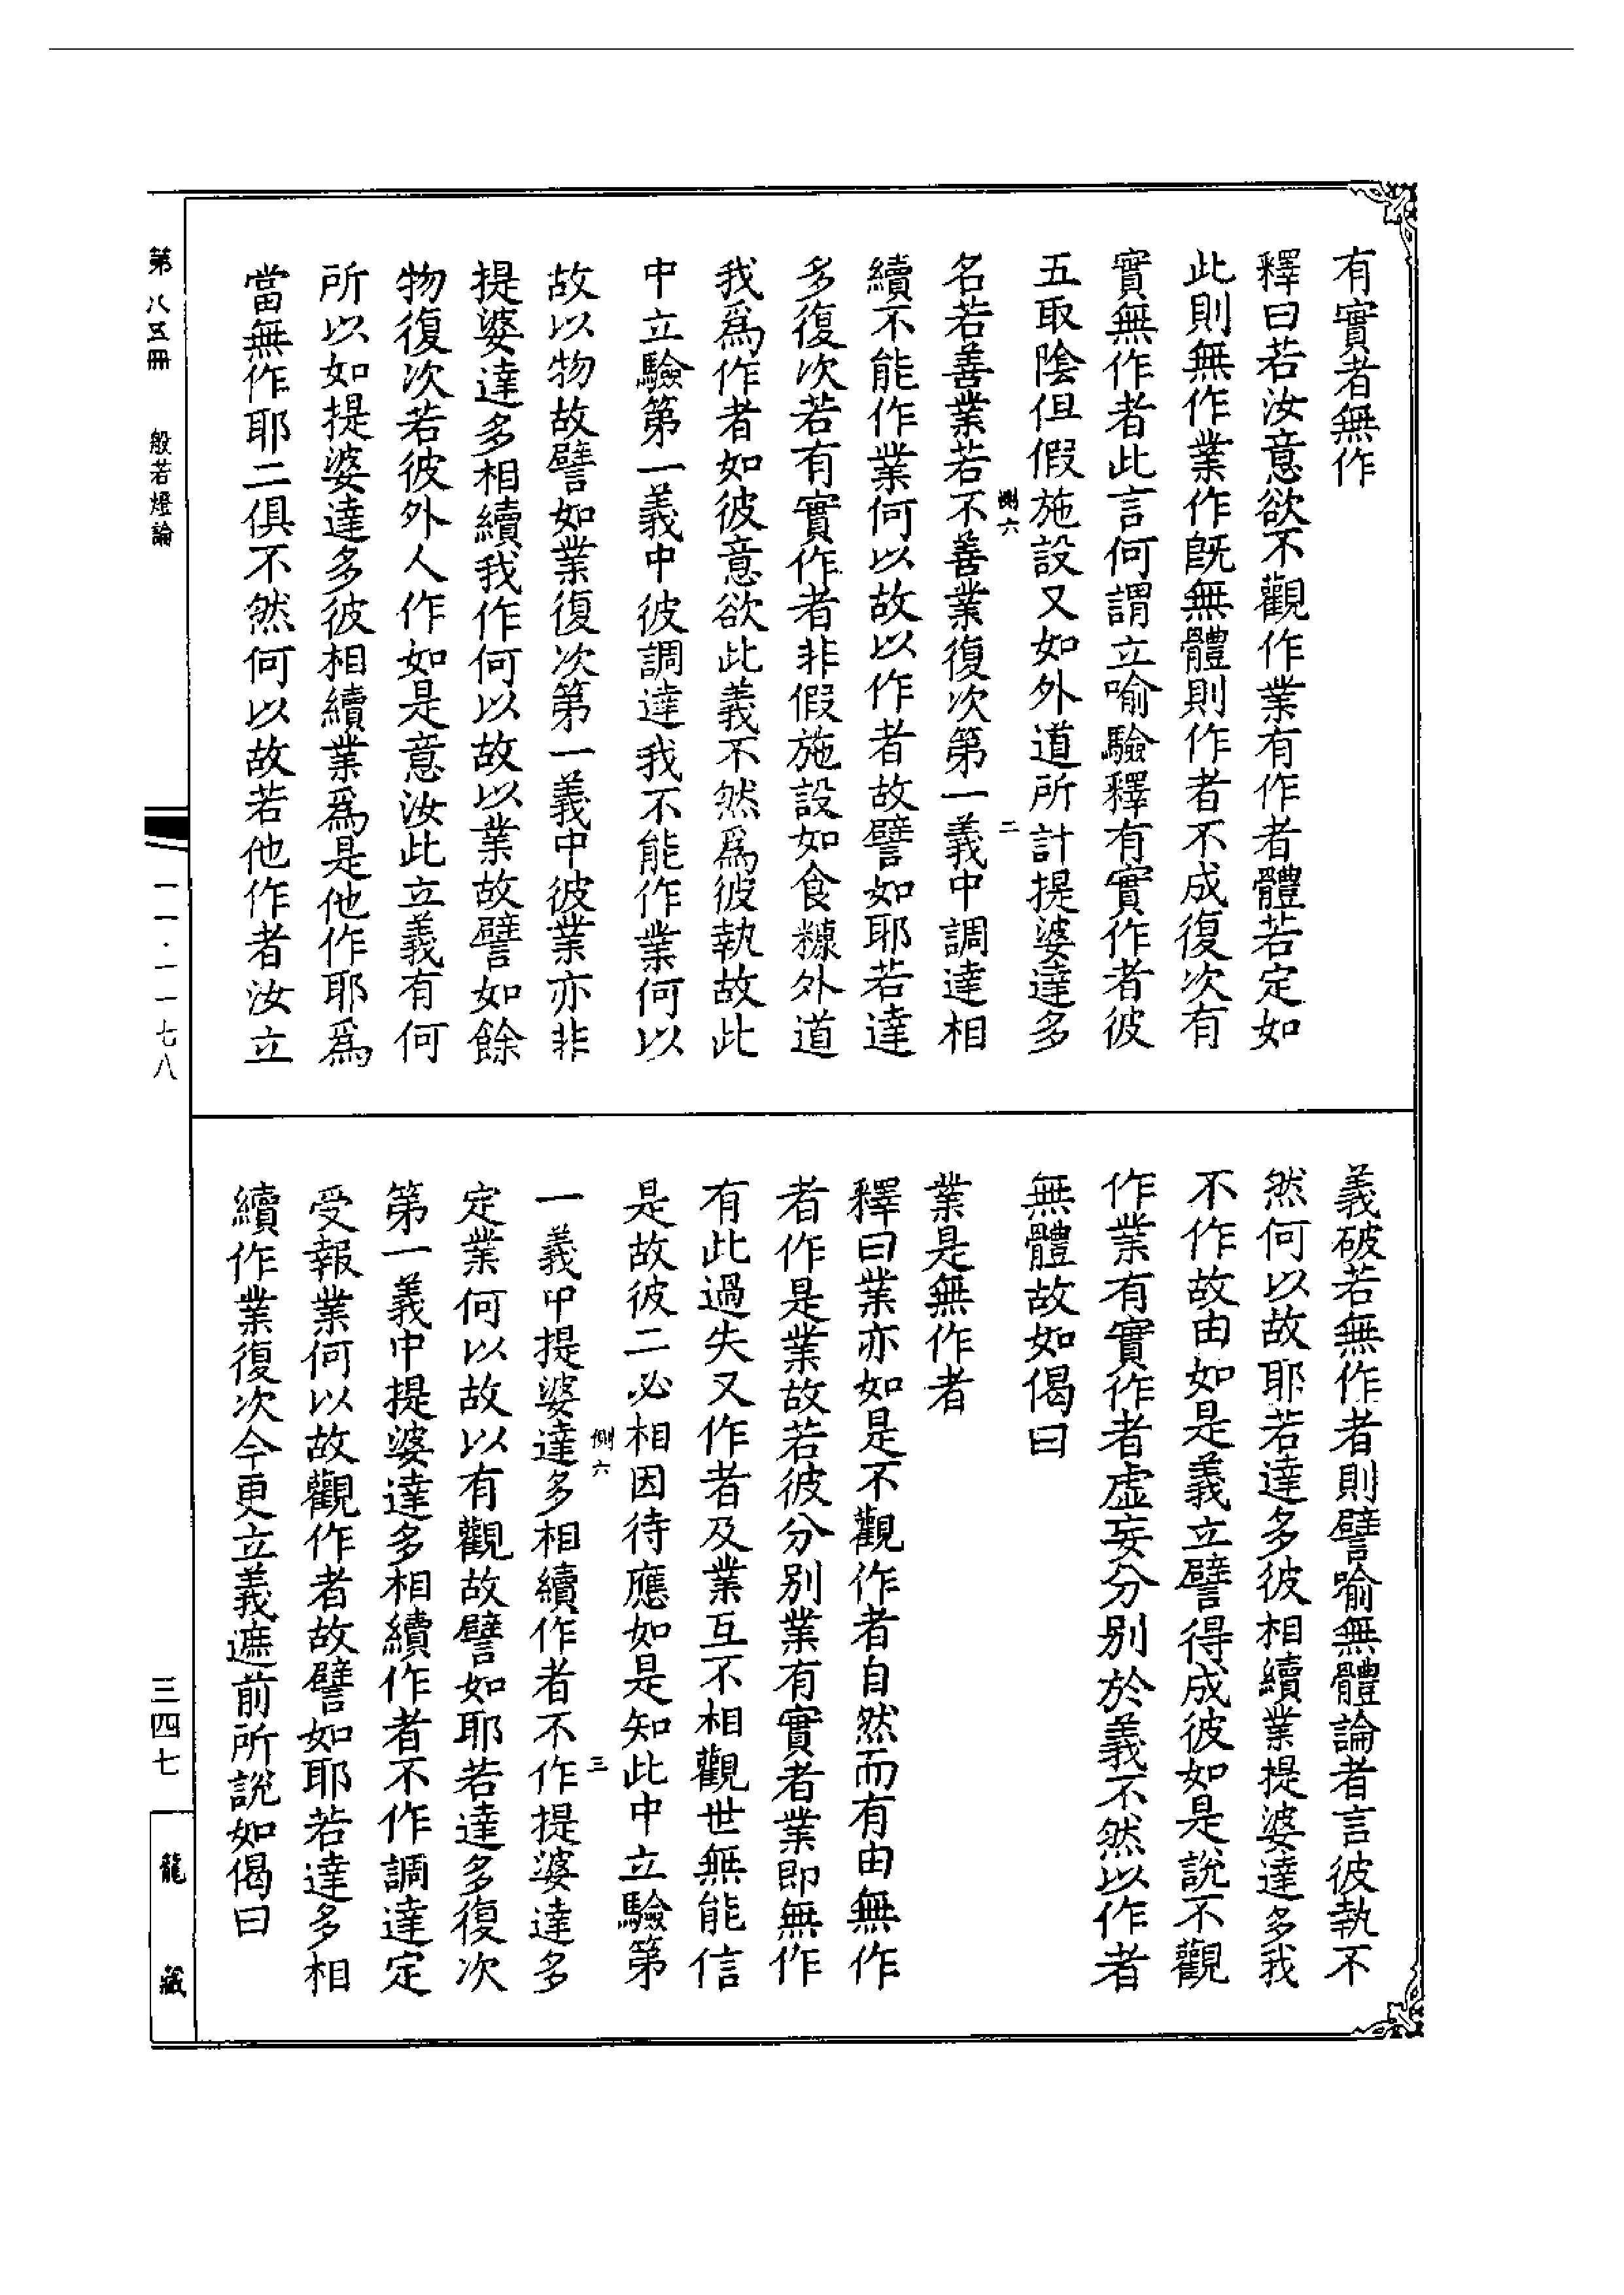 有實者無作
釋曰若汝意欲不觀作業有作者體若定如
此則無作業作既無體則作者不成復次有
實無作者此言何謂立喻驗釋有實作者彼
五取陰但假施設又如外道所計提婆達多
側六
二
名若善業若不善業復次第一義中調達相
續不能作業何以故以作者故譬如耶若達
多復次若有實作者非假施設如食糠外道
我為作者如彼意欲此義不然為彼執故此
中立驗第一義中彼調達我不能作業何以
故以物故譬如業復次第一義中彼業亦非
提婆達多相續我作何以故以業故譬如餘
物復次若彼外人作如是意汝此立義有何
所以如提婆達多彼相續業為是他作耶為
當無作耶二俱不然何以故若他作者汝立
義破若無作者則譬喻無體論者言彼執不
然何以故耶若達多彼相續業提婆達多我
不作故由如是義立譬得成彼如是說不觀
作業有實作者虛妄分別於義不然以作者
無體故如偈曰
業是無作者
釋曰業亦如是不觀作者自然而有由無作
者作是業故若彼分別業有實者業即無作
有此過失又作者及業互不相觀世無能信
是故彼二必相因待應如是知此中立驗第
側六
三
一義中提婆達多相續作者不作提婆達多
定業何以故以有觀故譬如耶若達多復次
第一義中提婆達多相續作者不作調達定
受報業何以故觀作者故譬如耶若達多相
續作業復次今更立義遮前所說如偈曰
第八五冊
般若燈論
一一·一一七八
三四七
龍藏